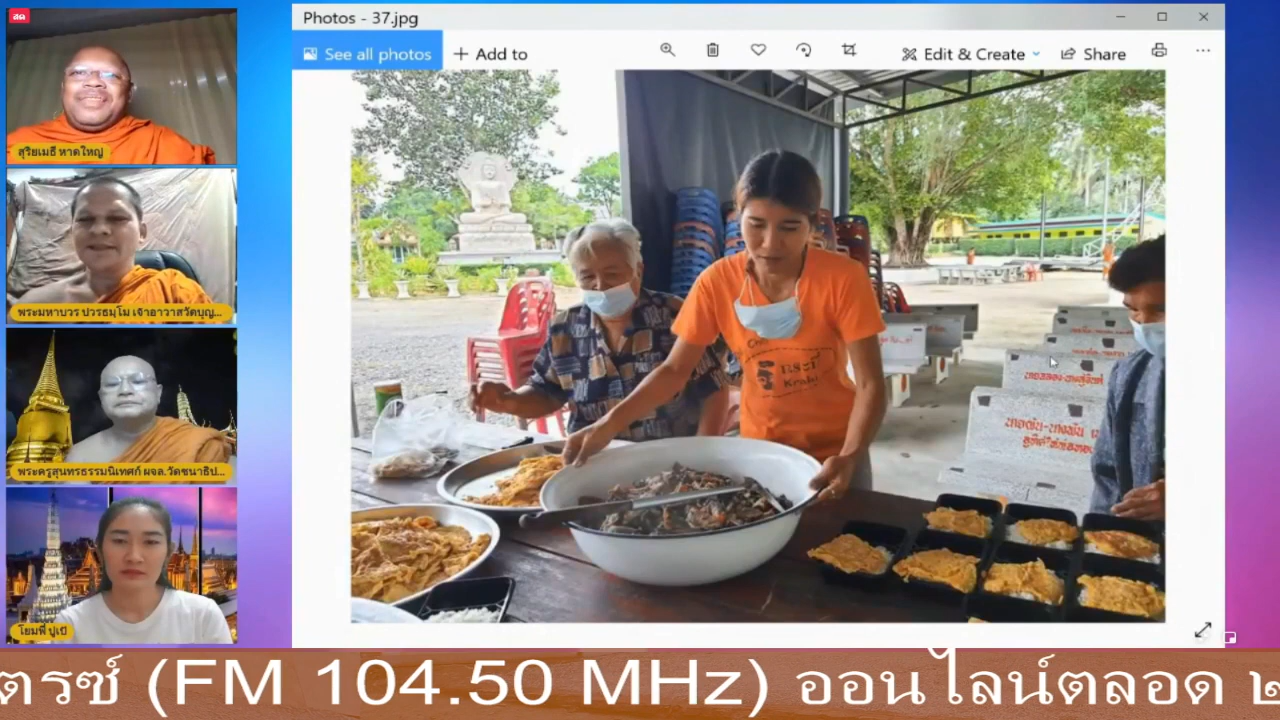 สด
สุริยเมธี หาดใหญ่
พระมหาบวร ปวรธมฺโม เจ้าอาวาสวัดบุญ...
พระครูสุนทรธรรมนิเทศก์ ผจล.วัดชนาธิป...
โยมพี่ ปูเป้
Photos - 37.jpg
See all photos
Add to
Edit & Create
Share
กระบี่
Krabi
ตรซ์ (FM 104.50 MHz) ออนไลน์ตลอด ๒